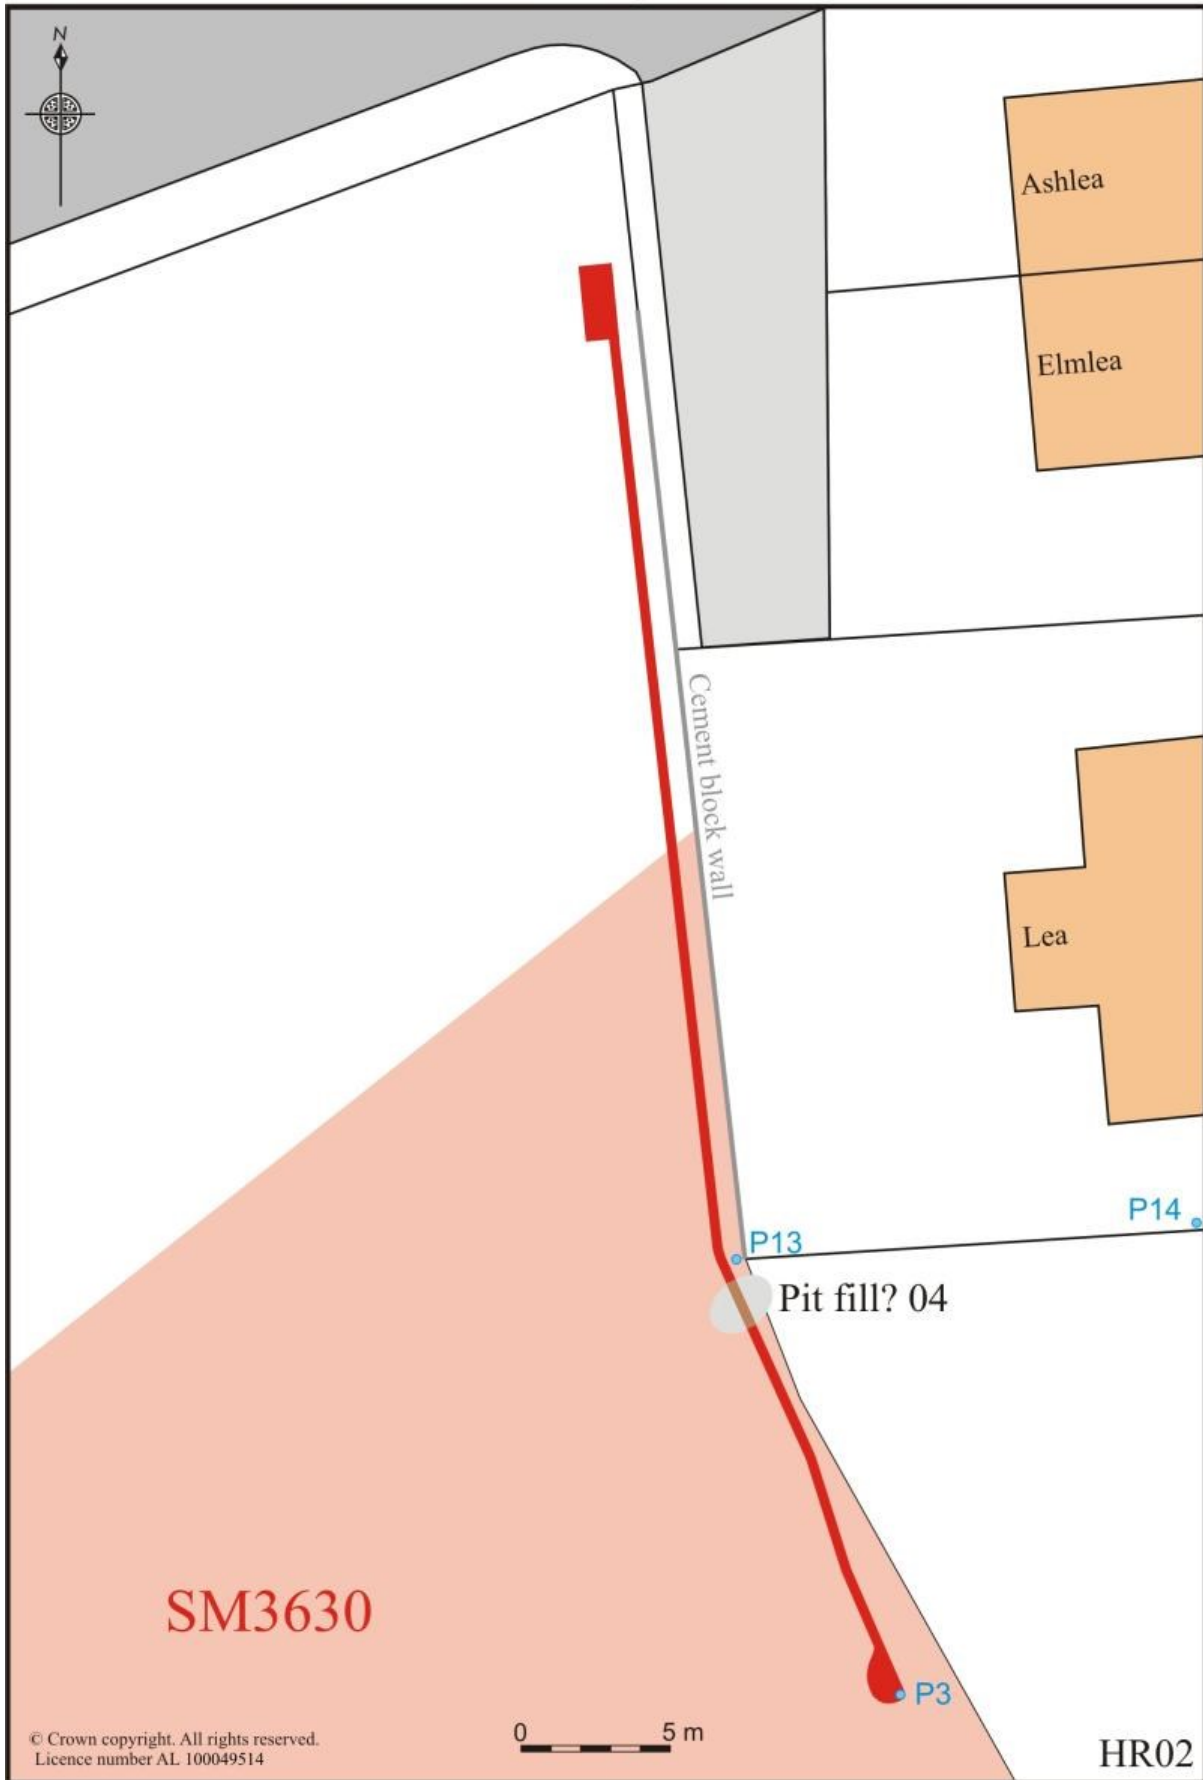 N
Ashlea
Elmlea
Cement block wall
Lea
P14
P13
Pit fill? 04
SM3630
P3
0 5 m
© Crown copyright. All rights reserved.
Licence number AL 100049514
HR02